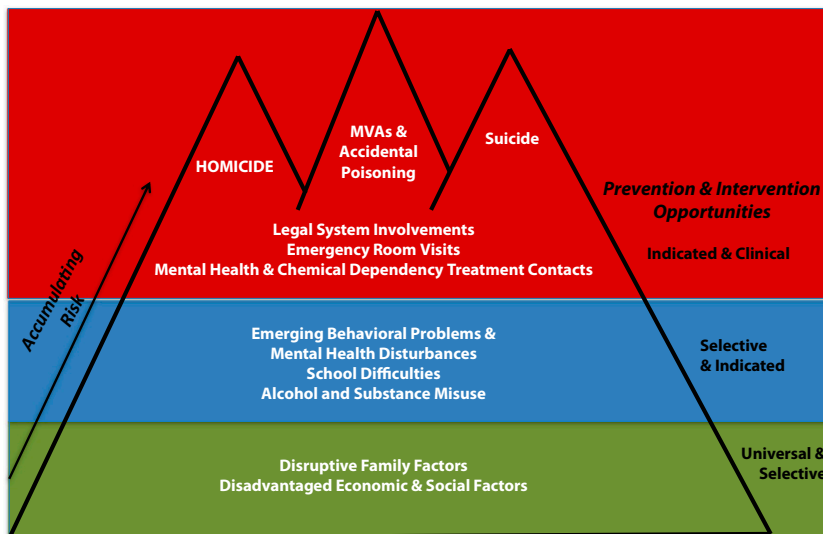 HOMICIDE
MVAs &
Accidental
Poisoning
Suicide
Prevention & Intervention
Opportunities
Legal System Involvements
Emergency Room Visits
Mental Health & Chemical Dependency Treatment Contacts
Indicated & Clinical
Accumulating
Risk
Emerging Behavioral Problems &
Mental Health Disturbances
School Difficulties
Alcohol and Substance Misuse
Selective
& Indicated
Disruptive Family Factors
Disadvantaged Economic & Social Factors
Universal &
Selective